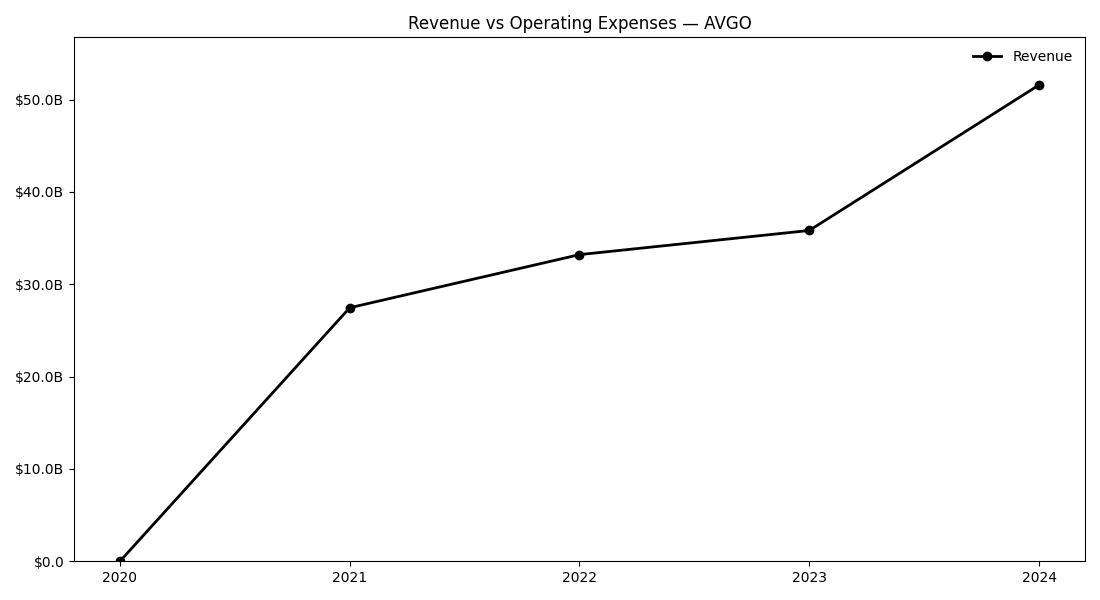 Revenue vs Operating Expenses — AVGO
Revenue
$50.0B
$40.0B
$30.0B
$20.0B
$10.0B
$0.0
2020 2021 2022 2023 2024